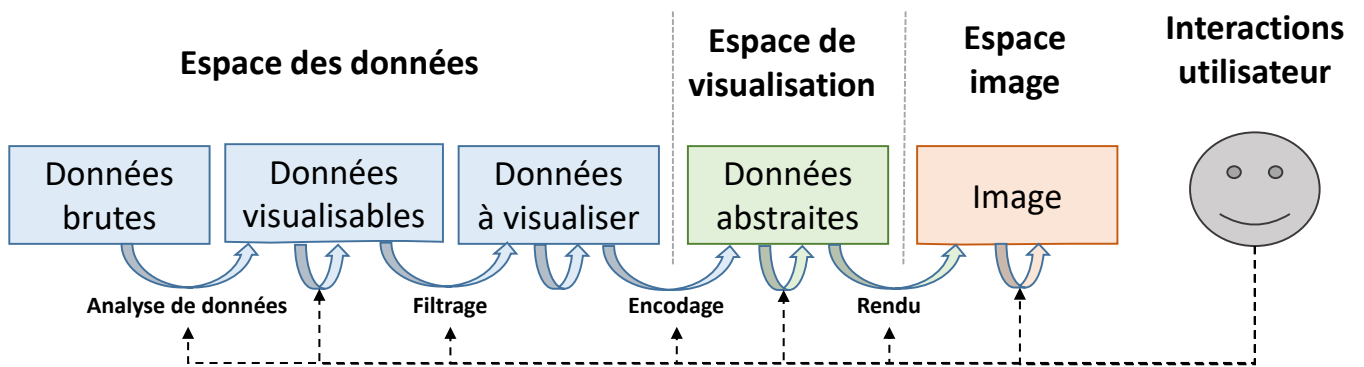 Espace des données
Espace de
visualisation
Espace
image
Interactions
utilisateur
Données
brutes
Données
visualisables
Données
à visualiser
Données
abstraites
Image
Analyse de données
Filtrage
Encodage
Rendu